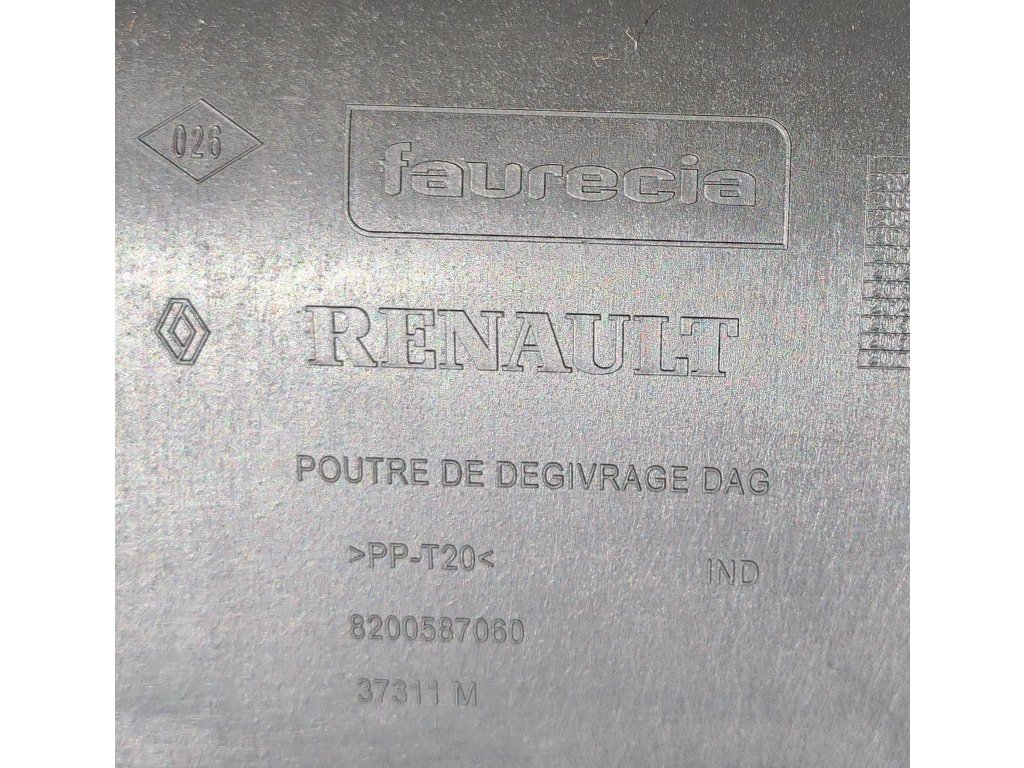 026
faurecia
RENAULT
POUTRE DE DEGIVRAGE DAG
>PP-T20<
IND
8200587060
37311 M